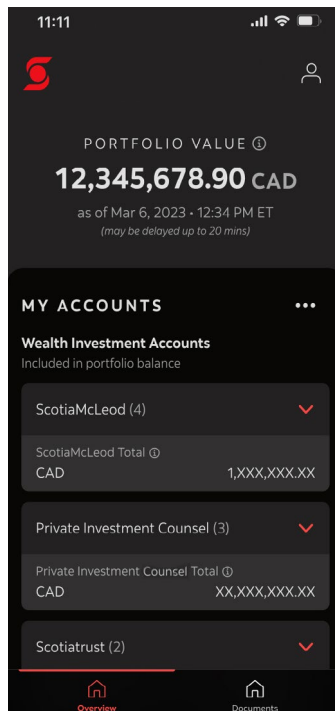 11:11
PORTFOLIO VALUE
12,345,678.90 CAD
as of Mar 6, 2023 • 12:34 PM ET
(may be delayed up to 20 mins)
MY ACCOUNTS
Wealth Investment Accounts
Included in portfolio balance
ScotiaMcLeod (4)
ScotiaMcLeod Total
CAD 1,XXX,XXX.XX
Private Investment Counsel (3)
Private Investment Counsel Total
CAD XX,XXX,XXX.XX
Scotiatrust (2)
Overview Documents